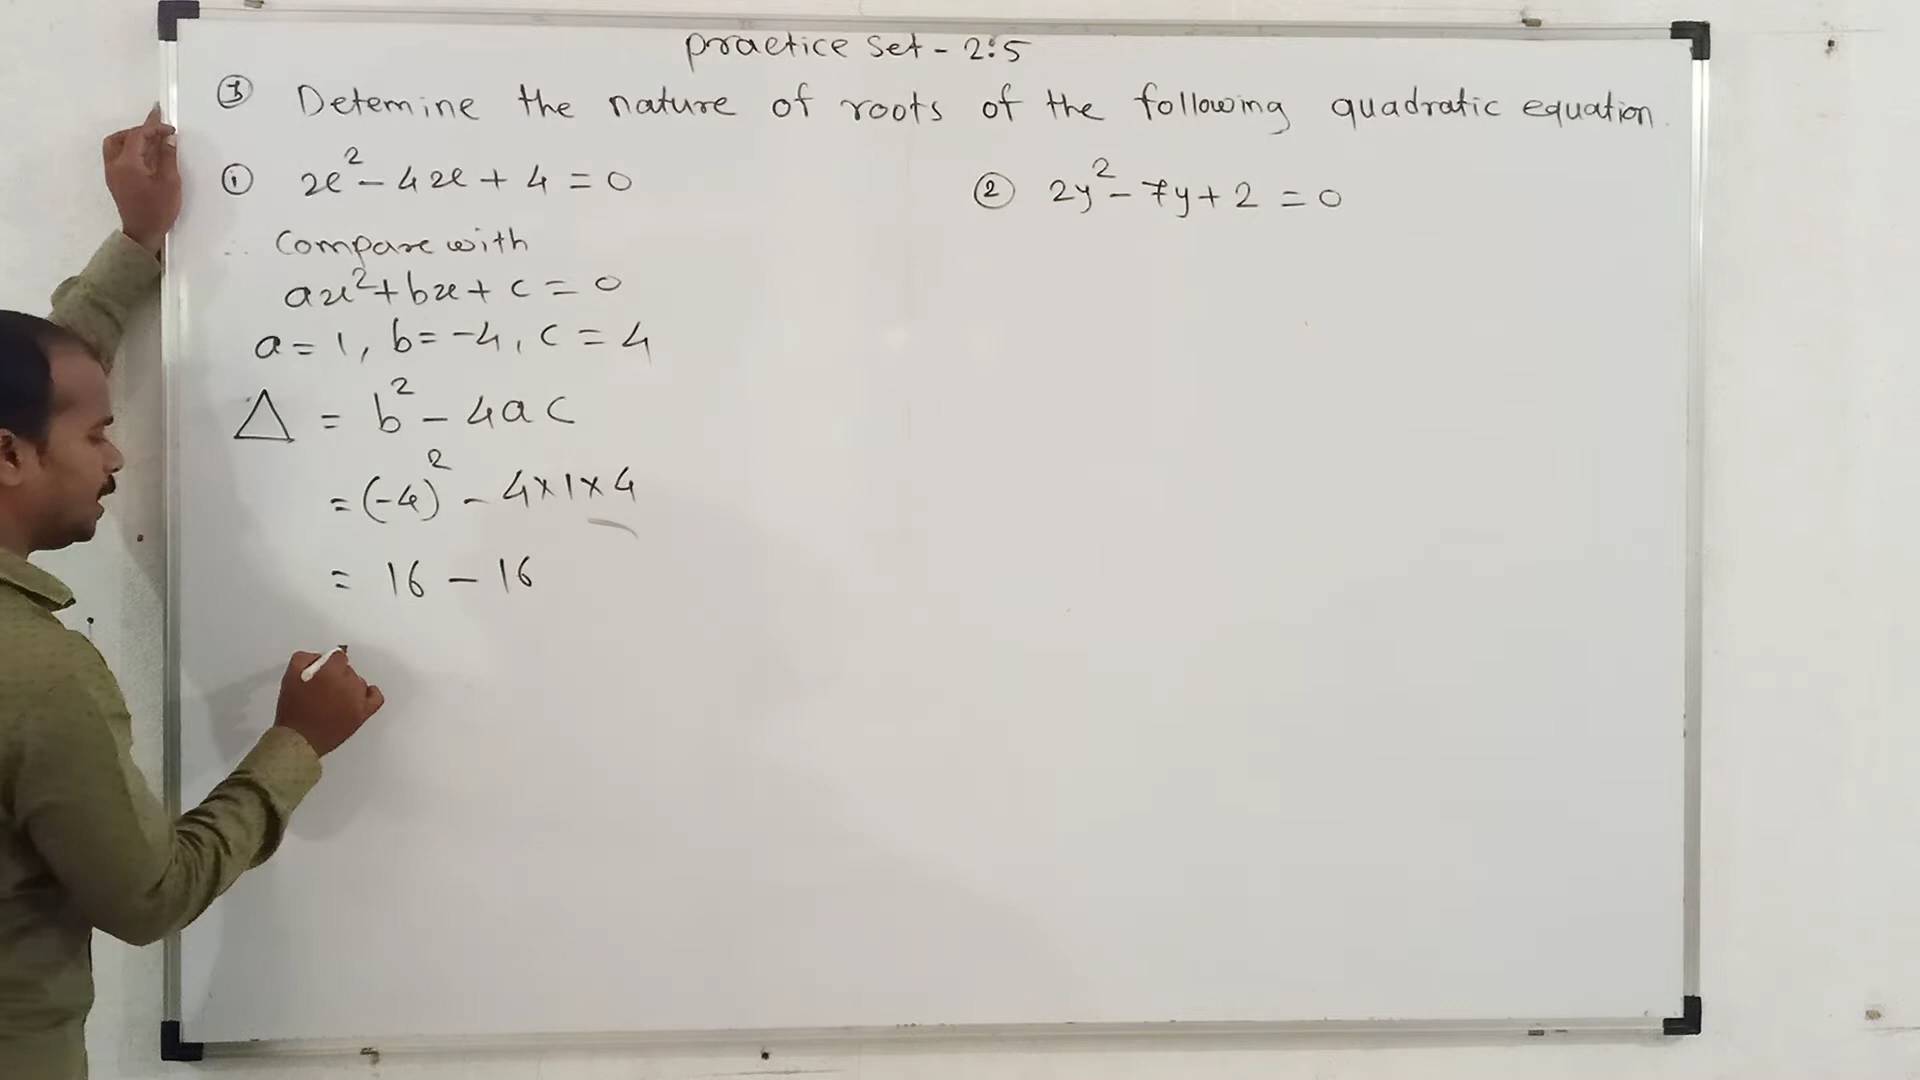 practice set - 2:5
③ Detemine the nature of roots of the following quadratic equation.
① x² - 4x + 4 = 0
∴ Compare with
ax² + bx + c = 0
a = 1, b = -4, c = 4
△ = b² - 4ac
= (-4)² - 4×1×4
= 16 - 16
② 2y² - 7y + 2 = 0